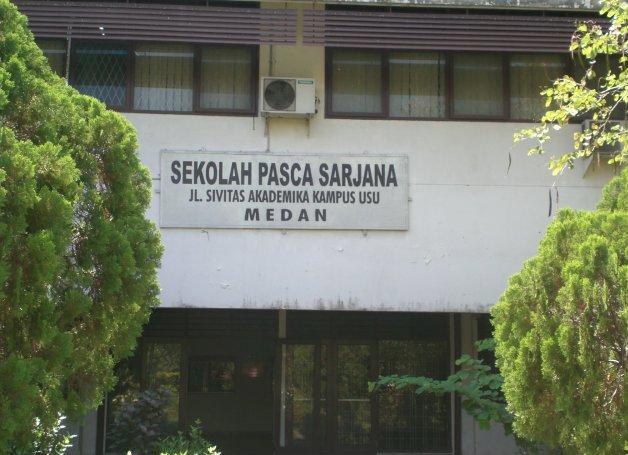 SEKOLAH PASCA SARJANA
JL. SIVITAS AKADEMIKA KAMPUS USU
MEDAN